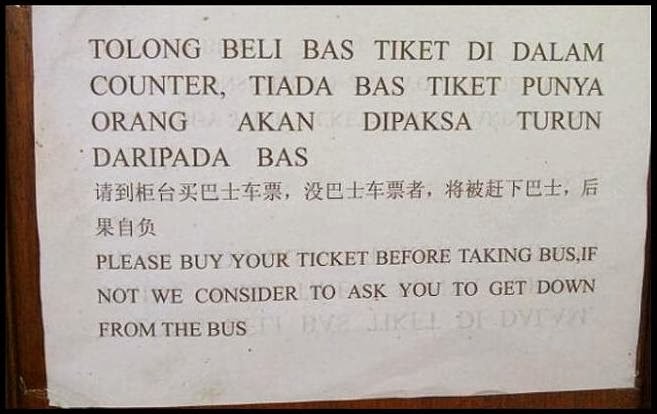 TOLONG BELI BAS TIKET DI DALAM
COUNTER, TIADA BAS TIKET PUNYA
ORANG AKAN DIPAKSA TURUN
DARIPADA BAS
请到柜台买巴士车票，没巴士车票者，将被赶下巴士，后
果自负
PLEASE BUY YOUR TICKET BEFORE TAKING BUS,IF
NOT WE CONSIDER TO ASK YOU TO GET DOWN
FROM THE BUS